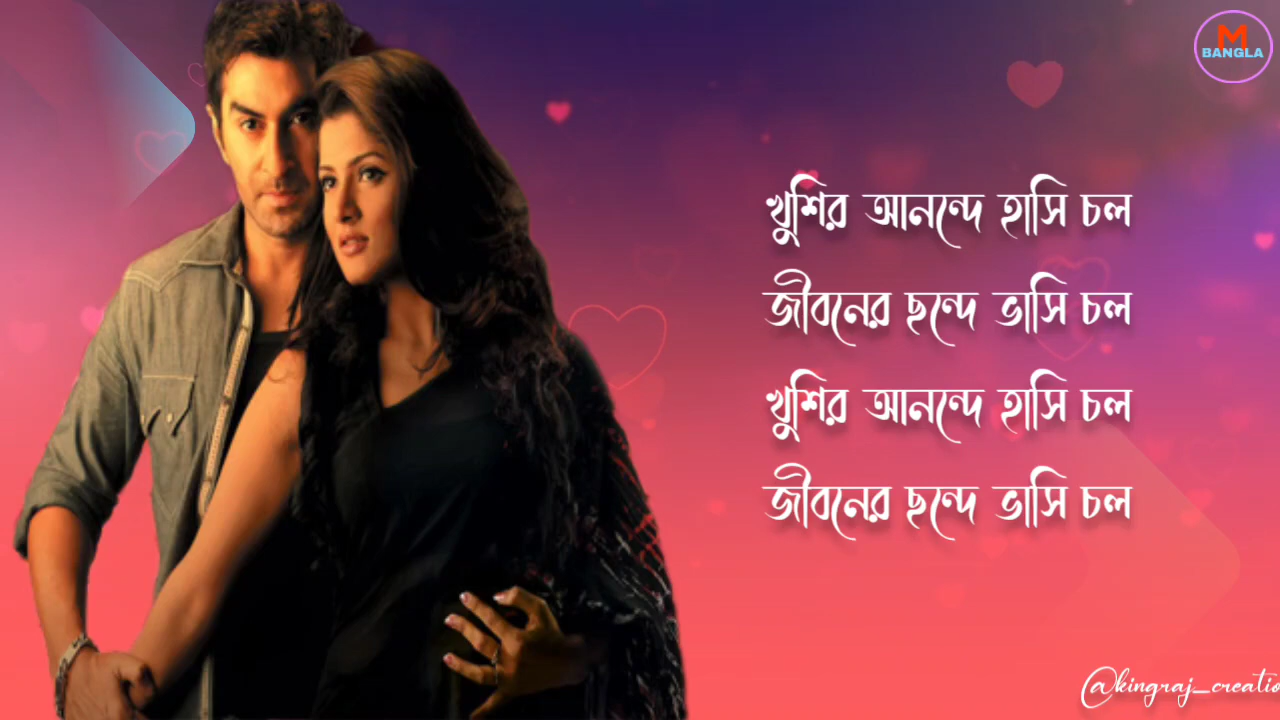 M
BANGLA
খুশির আনন্দে হাসি চল
জীবনের ছন্দে ভাসি চল
খুশির আনন্দে হাসি চল
জীবনের ছন্দে ভাসি চল
@kingraj_creatio